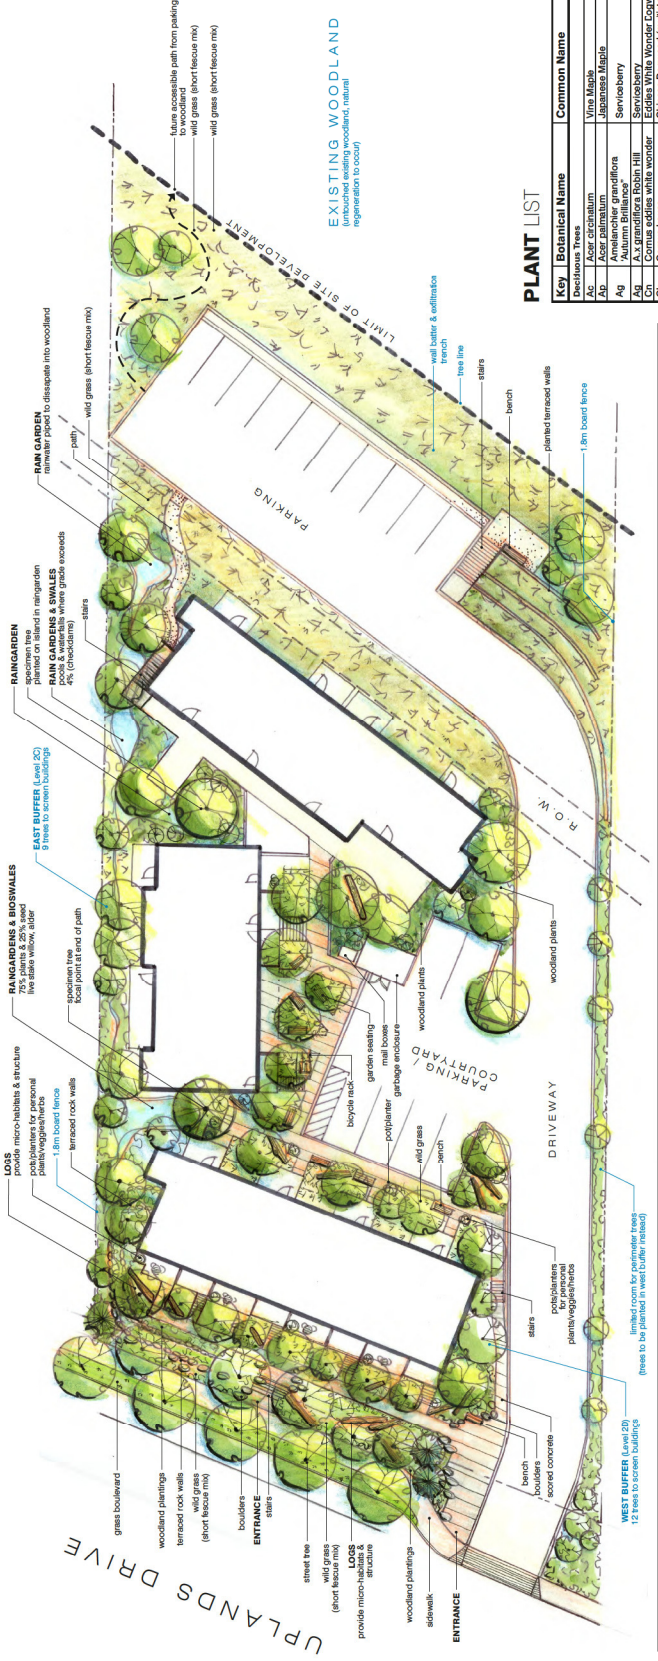 future accessible path from parking
to woodland
wild grass (short fescue mix)
wild grass (short fescue mix)
EXISTING WOODLAND
(untouched existing woodland, natural
regeneration to occur)
LIMIT OF SITE DEVELOPMENT
PLANT LIST
Key Botanical Name Common Name
Deciduous Trees
Ac Acer circinatum Vine Maple
Ap Acer palmatum Japanese Maple
Ag Amelanchier grandiflora
'Autumn Brilliance" Serviceberry
Ag A.x grandiflora Robin Hill Serviceberry
Cn Cornus eddies white wonder Eddies White Wonder Dogw
RAIN GARDEN
rainwater piped to dissapate into woodland
path
wild grass (short fescue mix)
wall batter & exfiltratios
trench
tree line
stairs
bench
planted terraced walls
1.8m board fence
PARKING
RAINGARDEN
specimen tree
planted on island in raingarden
RAIN GARDENS & SWALES
pools & waterfalls where grade exceeds
4% (checkdams)
stairs
EAST BUFFER (Level 2C)
9 trees to screen buildings
R.O.W.
RAINGARDENS & BIOSWALES
75% plants & 25% seed
live stake willow, alder
specimen tree
focal point at end of path
woodland plants
woodland plants
garbage enclosure
mail boxes
garden seating
bicycle rack
PARKING /
COURTYARD
DRIVEWAY
LOGS
provide micro-habitats & structure
pots/planters for personal
plants/veggies/herbs
1.8m board fence
terraced rock walls
pot/planter
wild grass
bench
pots/planters
for personal
plants/veggies/herbs
stairs
limited room for perimeter trees
(trees to be planted in west buffer instead)
WEST BUFFER (Level 2D)
12 trees to screen buildings
scored concrete
boulders
bench
UPLANDS DRIVE
grass boulevard
woodland plantings
terraced rock walls
wild grass
(short fescue mix)
boulders
ENTRANCE
stairs
street tree
wild grass
(short fescue mix)
LOGS
provide micro-habitats &
structure
woodland plantings
sidewalk
ENTRANCE